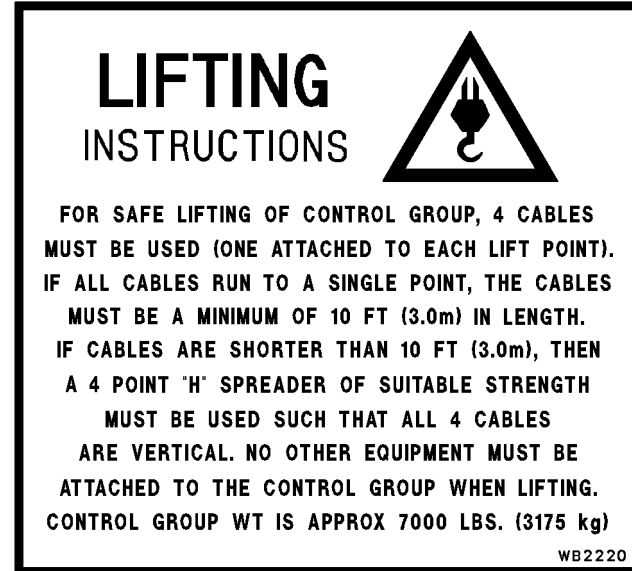 LIFTING
INSTRUCTIONS
FOR SAFE LIFTING OF CONTROL GROUP, 4 CABLES
MUST BE USED (ONE ATTACHED TO EACH LIFT POINT).
IF ALL CABLES RUN TO A SINGLE POINT, THE CABLES
MUST BE A MINIMUM OF 10 FT (3.0m) IN LENGTH.
IF CABLES ARE SHORTER THAN 10 FT (3.0m), THEN
A 4 POINT "H" SPREADER OF SUITABLE STRENGTH
MUST BE USED SUCH THAT ALL 4 CABLES
ARE VERTICAL. NO OTHER EQUIPMENT MUST BE
ATTACHED TO THE CONTROL GROUP WHEN LIFTING.
CONTROL GROUP WT IS APPROX 7000 LBS. (3175 kg)
WB2220